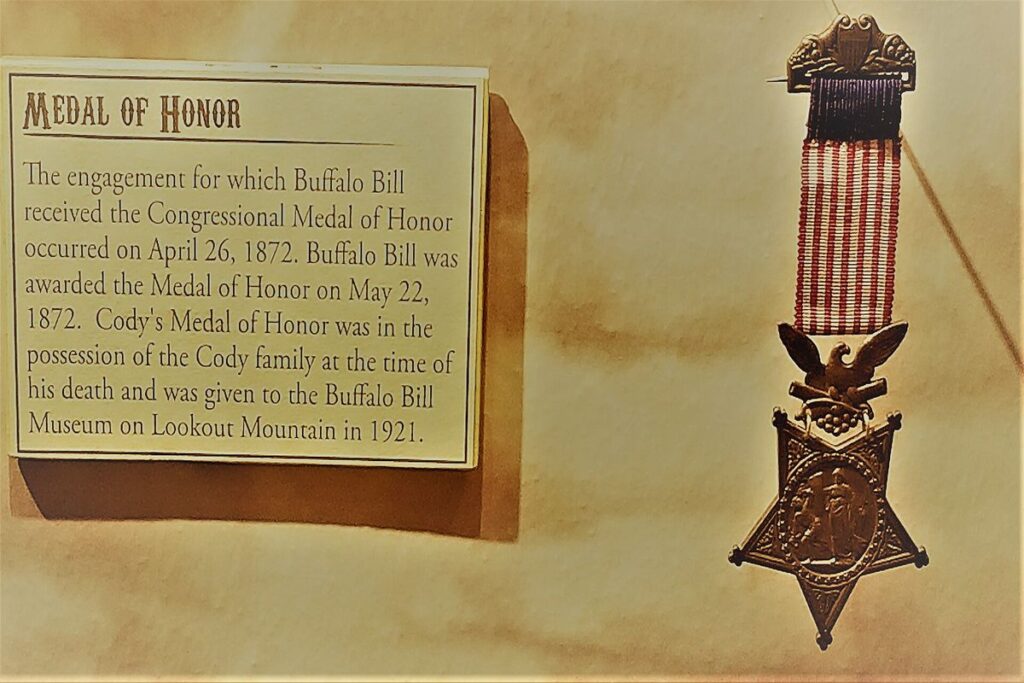 Medal of Honor
The engagement for which Buffalo Bill
received the Congressional Medal of Honor
occurred on April 26, 1872. Buffalo Bill was
awarded the Medal of Honor on May 22,
1872.  Cody's Medal of Honor was in the
possession of the Cody family at the time of
his death and was given to the Buffalo Bill
Museum on Lookout Mountain in 1921.